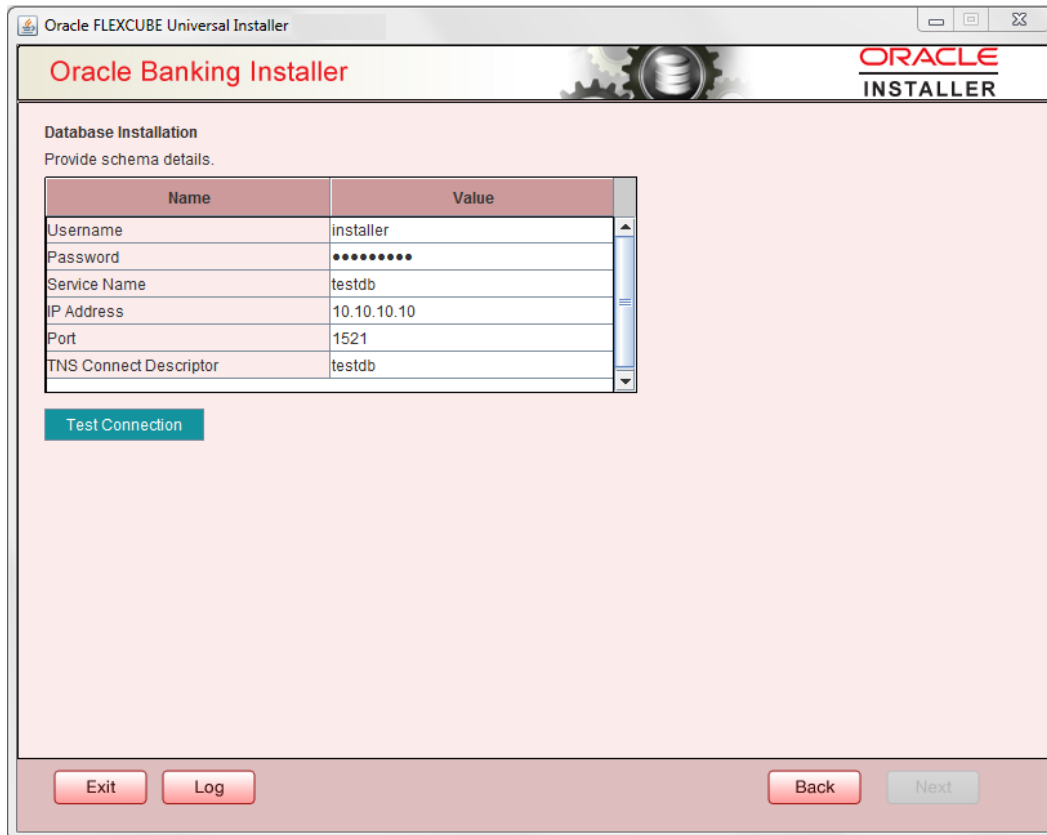 Oracle FLEXCUBE Universal Installer
Oracle Banking Installer
ORACLE
INSTALLER
Database Installation
Provide schema details.
Name Value
Username installer
Password •••••••••
Service Name testdb
IP Address 10.10.10.10
Port 1521
TNS Connect Descriptor testdb
Test Connection
Exit Log Back Next